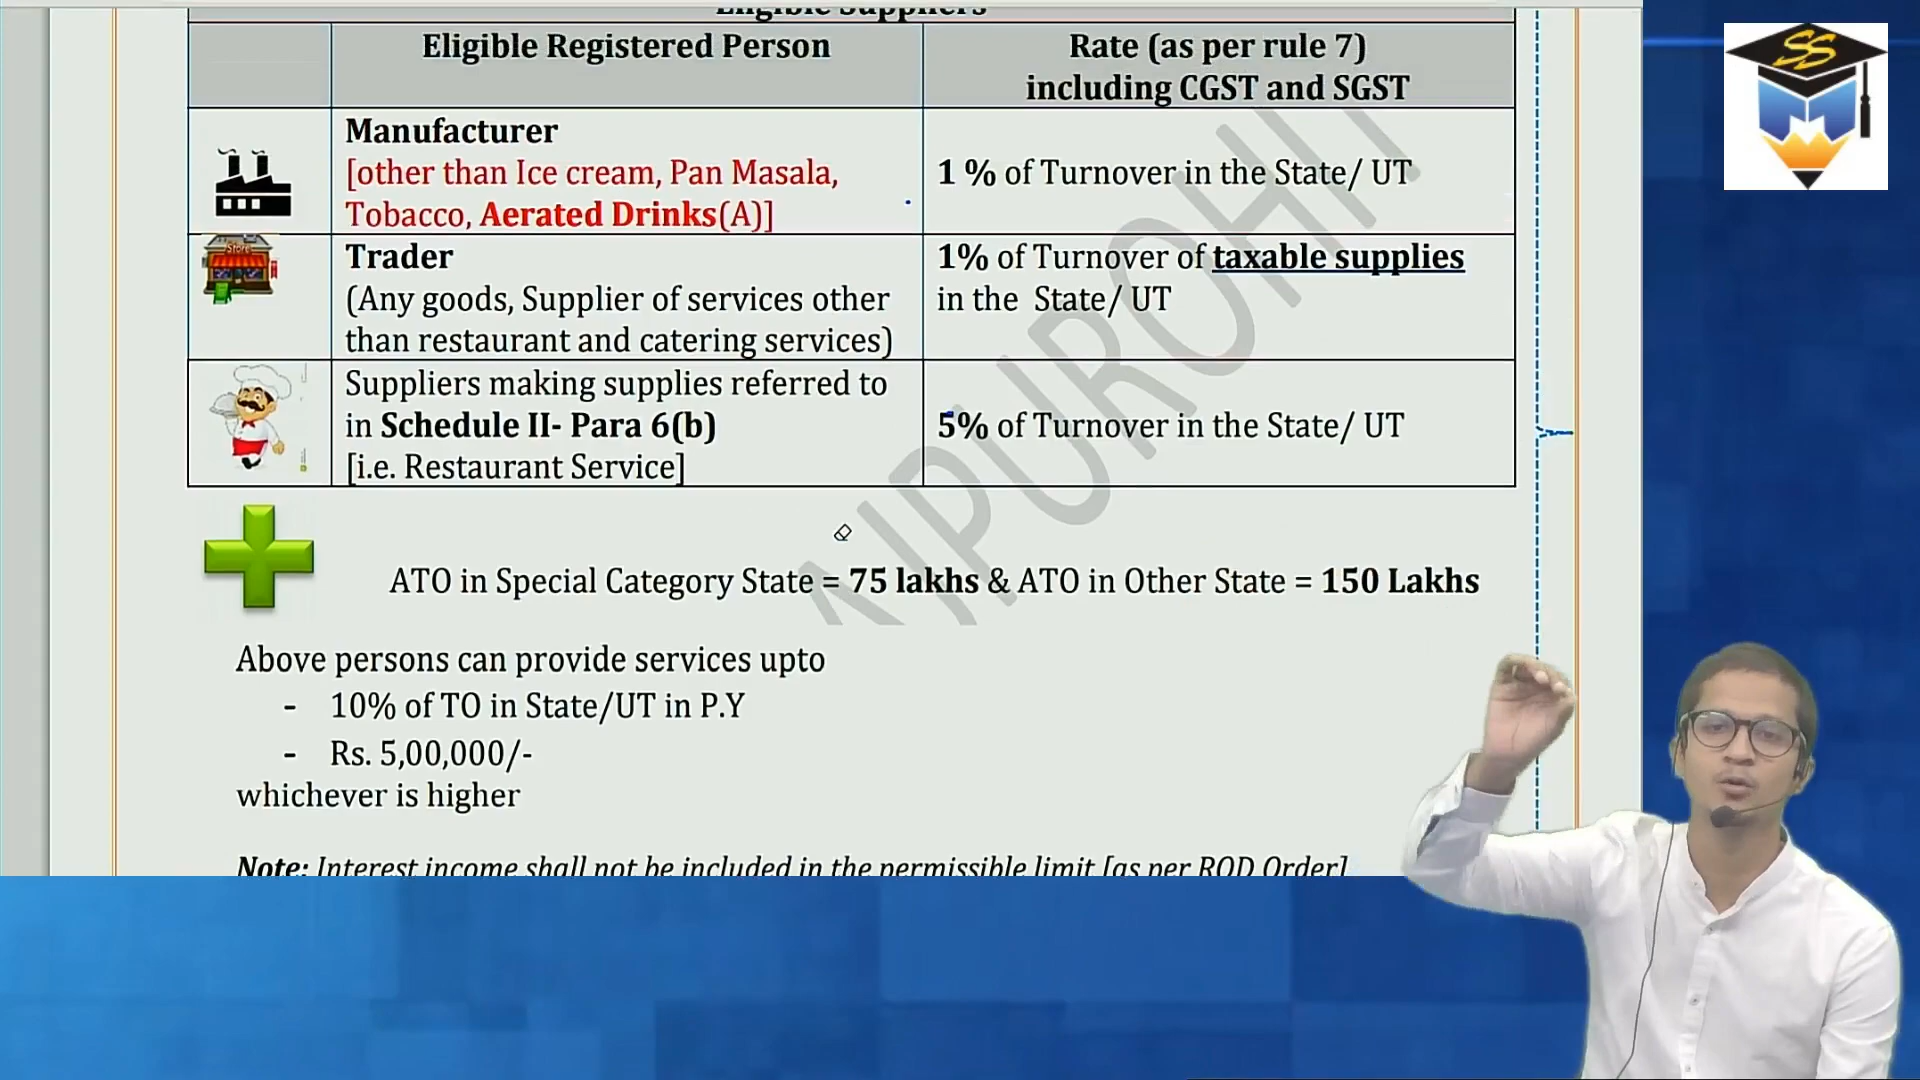 Eligible Suppliers
Eligible Registered Person
Rate (as per rule 7)
including CGST and SGST
Manufacturer
[other than Ice cream, Pan Masala,
Tobacco, Aerated Drinks(A)]
1 % of Turnover in the State/ UT
Store
Trader
(Any goods, Supplier of services other
than restaurant and catering services)
1% of Turnover of taxable supplies
in the State/ UT
Suppliers making supplies referred to
in Schedule II- Para 6(b)
[i.e. Restaurant Service]
5% of Turnover in the State/ UT
ATO in Special Category State = 75 lakhs & ATO in Other State = 150 Lakhs
Above persons can provide services upto
- 10% of TO in State/UT in P.Y
- Rs. 5,00,000/-
whichever is higher
Note: Interest income shall not be included in the permissible limit [as per ROD Order]
SS